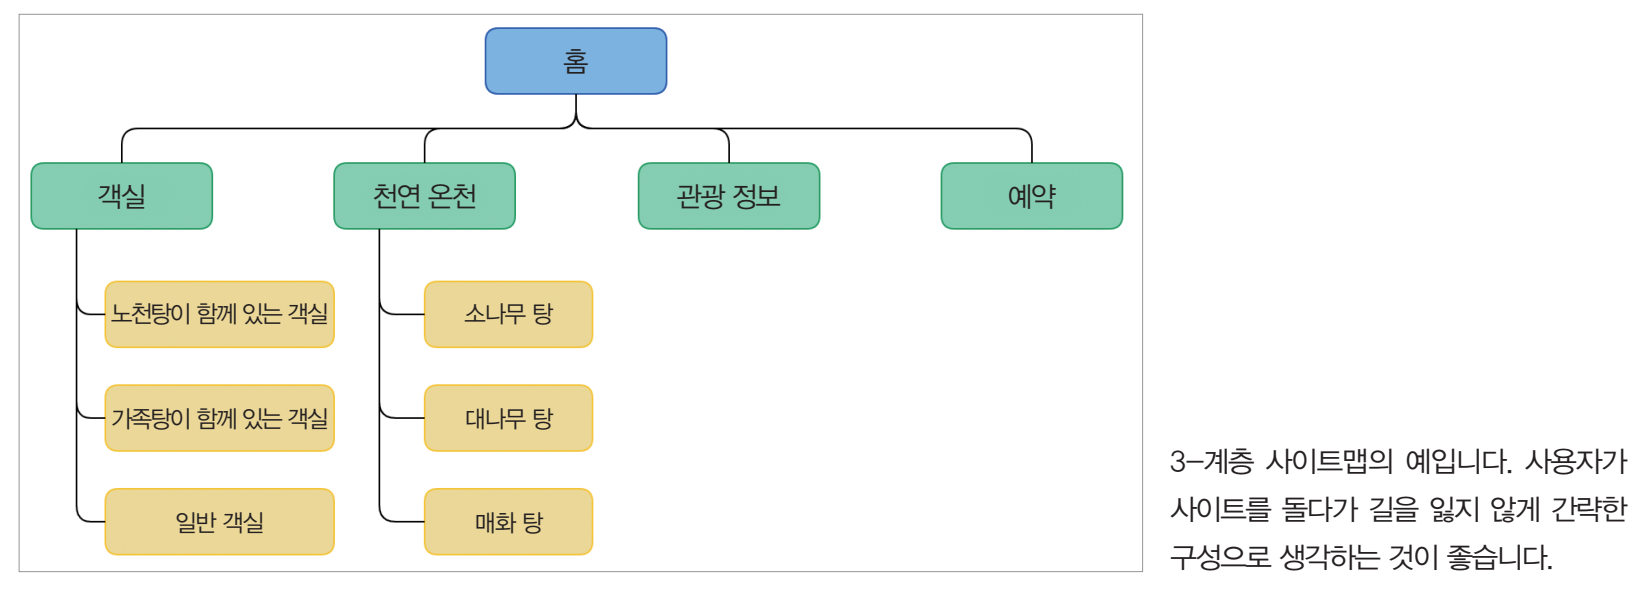 홈
객실
천연 온천
관광 정보
예약
노천탕이 함께 있는 객실
소나무 탕
가족탕이 함께 있는 객실
대나무 탕
일반 객실
매화 탕
3-계층 사이트맵의 예입니다. 사용자가
사이트를 돌다가 길을 잃지 않게 간략한
구성으로 생각하는 것이 좋습니다.